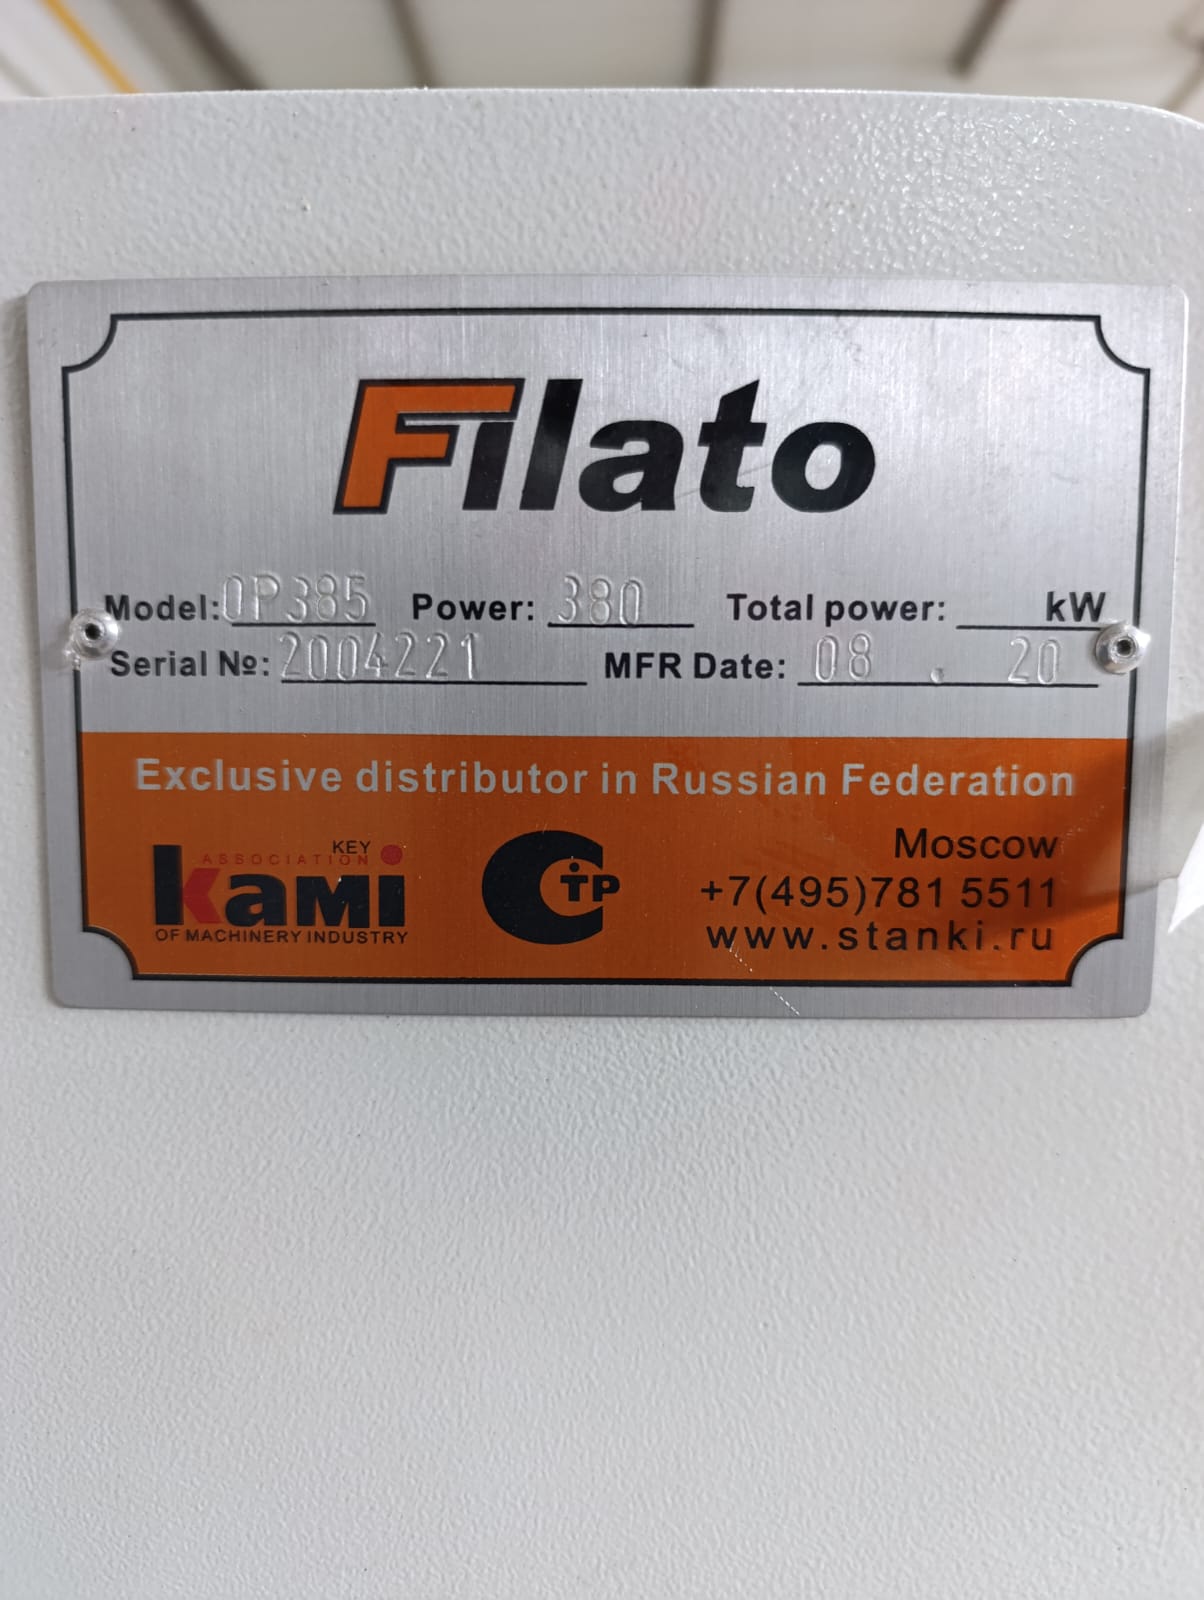 Filato
Model: OP385 Power: 380 Total power: kW
Serial №: 2004221 MFR Date: 08 . 20
Exclusive distributor in Russian Federation
KEY
ASSOCIATION
KAMI
OF MACHINERY INDUSTRY
СТР
Moscow
+7(495)781 5511
www.stanki.ru